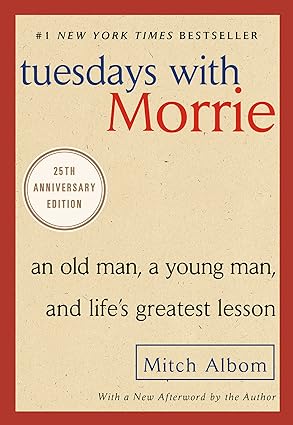 #1 NEW YORK TIMES BESTSELLER
tuesdays with
Morrie
25TH
ANNIVERSARY
EDITION
an old man, a young man,
and life's greatest lesson
Mitch Albom
With a New Afterword by the Author